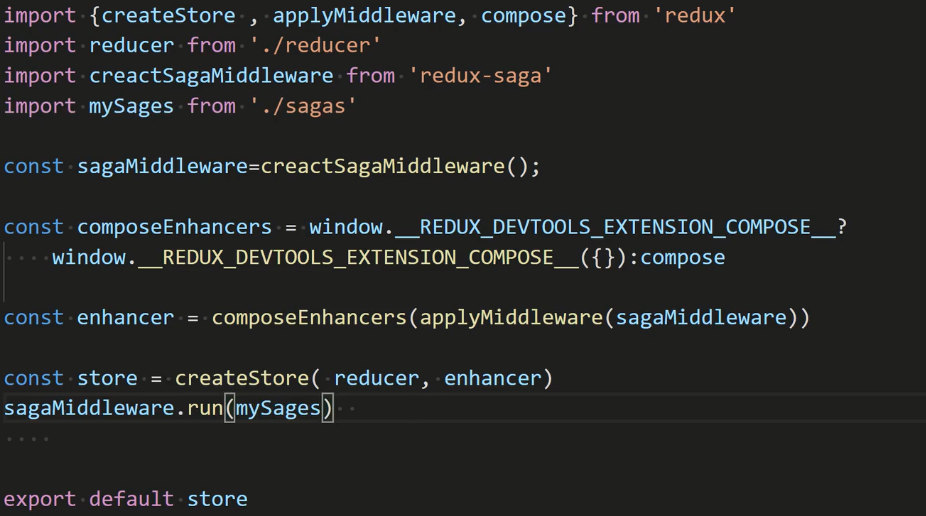 import {createStore , applyMiddleware, compose} from 'redux'
import reducer from './reducer'
import creactSagaMiddleware from 'redux-saga'
import mySages from './sagas'
const sagaMiddleware=creactSagaMiddleware();
const composeEnhancers = window.__REDUX_DEVTOOLS_EXTENSION_COMPOSE__?
    window.__REDUX_DEVTOOLS_EXTENSION_COMPOSE__({}):compose
const enhancer = composeEnhancers(applyMiddleware(sagaMiddleware))
const store = createStore( reducer, enhancer)
sagaMiddleware.run(mySages)
export default store